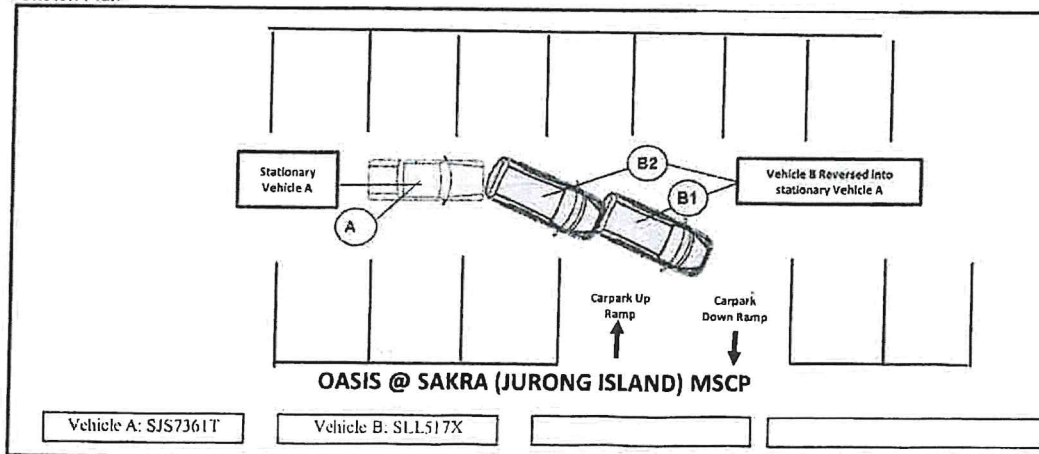 Stationary
Vehicle A
A
B2
B1
Vehicle B Reversed into
stationary Vehicle A
Carpark Up
Ramp
Carpark
Down Ramp
OASIS @ SAKRA (JURONG ISLAND) MSCP
Vehicle A: SJS7361T
Vehicle B: SLL517X